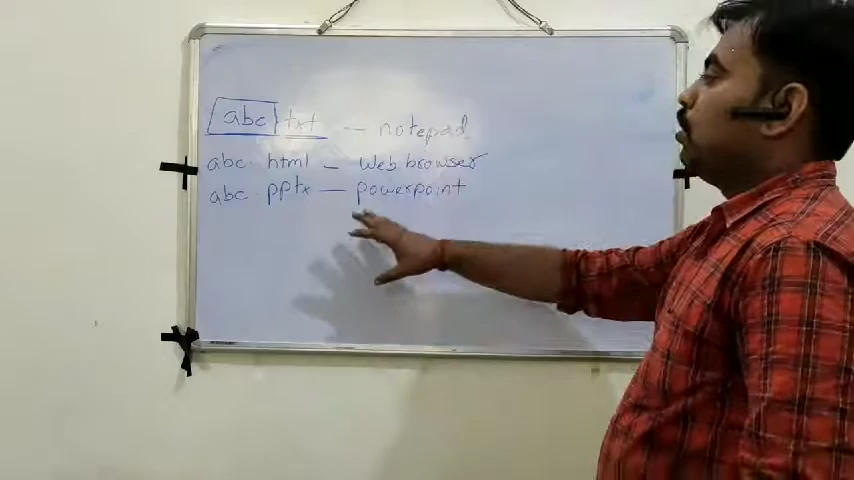 abc txt — notepad
abc. html — Web browser
abc. pptx — powerpoint